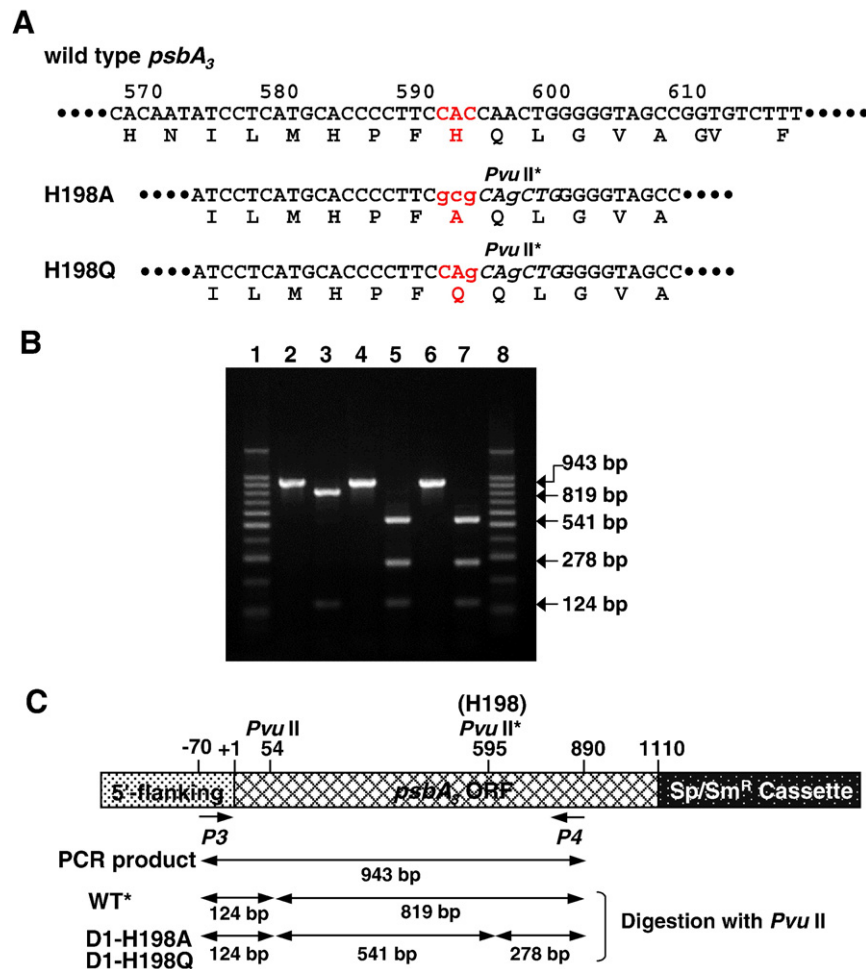 A
wild type psbA₃
570 580 590 600 610
••••CACAATATCCTCATGCACCCCTTCCACCAACTGGGGGTAGCCGGTGTCTTT•••••
H N I L M H P F H Q L G V A GV F
Pvu II*
H198A ••••ATCCTCATGCACCCCTTCgcgCAgCTGGGGGTAGCC••••
I L M H P F A Q L G V A
Pvu II*
H198Q ••••ATCCTCATGCACCCCTTCCAgCAgCTGGGGGTAGCC••••
I L M H P F Q Q L G V A
B
1 2 3 4 5 6 7 8
943 bp
819 bp
541 bp
278 bp
124 bp
C
(H198)
Pvu II Pvu II*
-70 +1 54 595 890 1110
5'-flanking psbA₃ ORF Sp/Smᴿ Cassette
P3 P4
PCR product
943 bp
WT*
124 bp 819 bp
D1-H198A
D1-H198Q
124 bp 541 bp 278 bp
Digestion with Pvu II